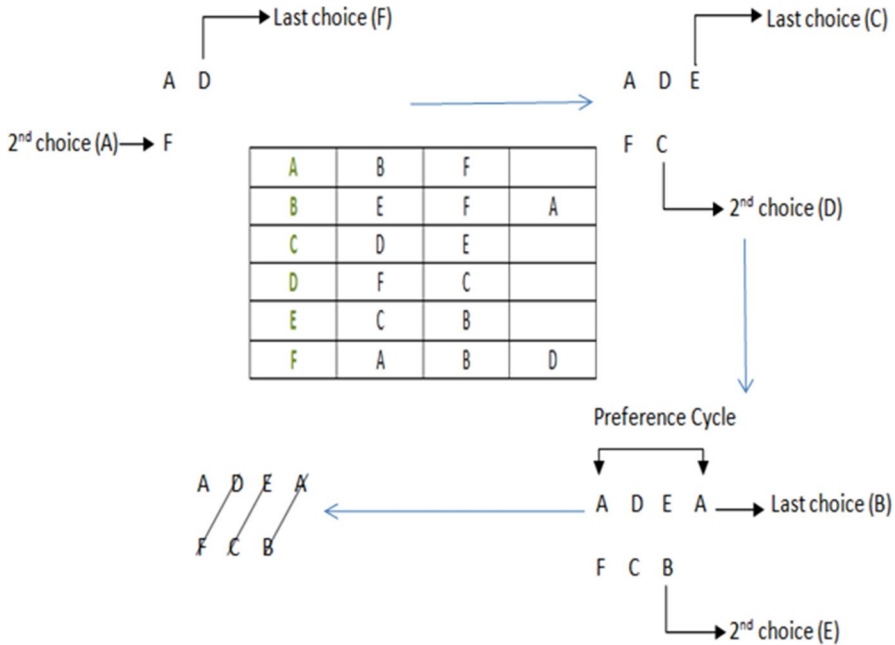 Last choice (F)
A D
2nd choice (A) F
Last choice (C)
A D E
F C
2nd choice (D)
A B F
B E F A
C D E
D F C
E C B
F A B D
Preference Cycle
A D E A Last choice (B)
F C B
2nd choice (E)
A D E A
F C B